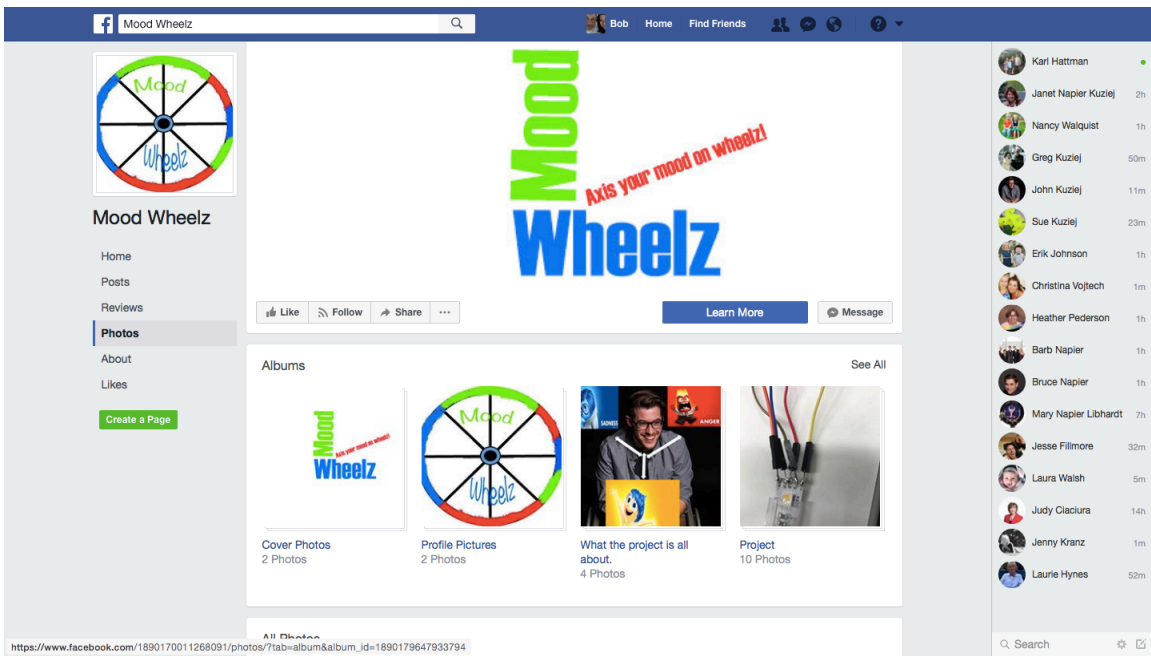 Mood Wheelz
Bob
Home
Find Friends
Mood
Wheelz
Mood Wheelz
Home
Posts
Reviews
Photos
About
Likes
Create a Page
Mood
Axis your mood on wheelz!
Wheelz
Like
Follow
Share
Learn More
Message
Albums
See All
Mood
Axis your mood on wheelz!
Wheelz
Cover Photos
2 Photos
Mood
Wheelz
Profile Pictures
2 Photos
SADNESS
ANGER
What the project is all
about.
4 Photos
Project
10 Photos
All Photos
https://www.facebook.com/1890170011268091/photos/?tab=album&album_id=1890179647933794
Karl Hattman
Janet Napier Kuziej 2h
Nancy Walquist 1h
Greg Kuziej 50m
John Kuziej 11m
Sue Kuziej 23m
Erik Johnson 1h
Christina Vojtech 1m
Heather Pederson 1h
Barb Napier 1h
Bruce Napier 1h
Mary Napier Libhardt 7h
Jesse Fillmore 32m
Laura Walsh 5m
Judy Ciaciura 14h
Jenny Kranz 1m
Laurie Hynes 52m
Search